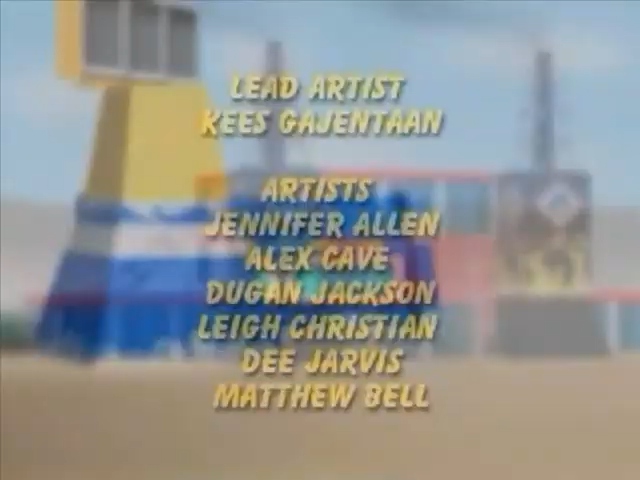 LEAD ARTIST
KEES GAJENTAAN
ARTISTS
JENNIFER ALLEN
ALEX CAVE
DUGAN JACKSON
LEIGH CHRISTIAN
DEE JARVIS
MATTHEW BELL